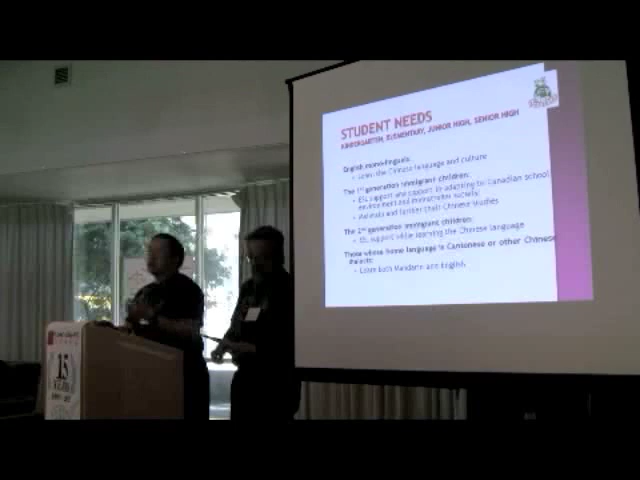 STUDENT NEEDS
KINDERGARTEN, ELEMENTARY, JUNIOR HIGH, SENIOR HIGH
English mono-linguals:
Learn the Chinese language and culture
The 1st generation immigrant children:
ESL support and support in adapting to Canadian school
environment and mainstream society
Maintain and further their Chinese studies
The 2nd generation immigrant children:
ESL support while learning the Chinese language
Those whose home language is Cantonese or other Chinese
dialects:
Learn both Mandarin and English
15